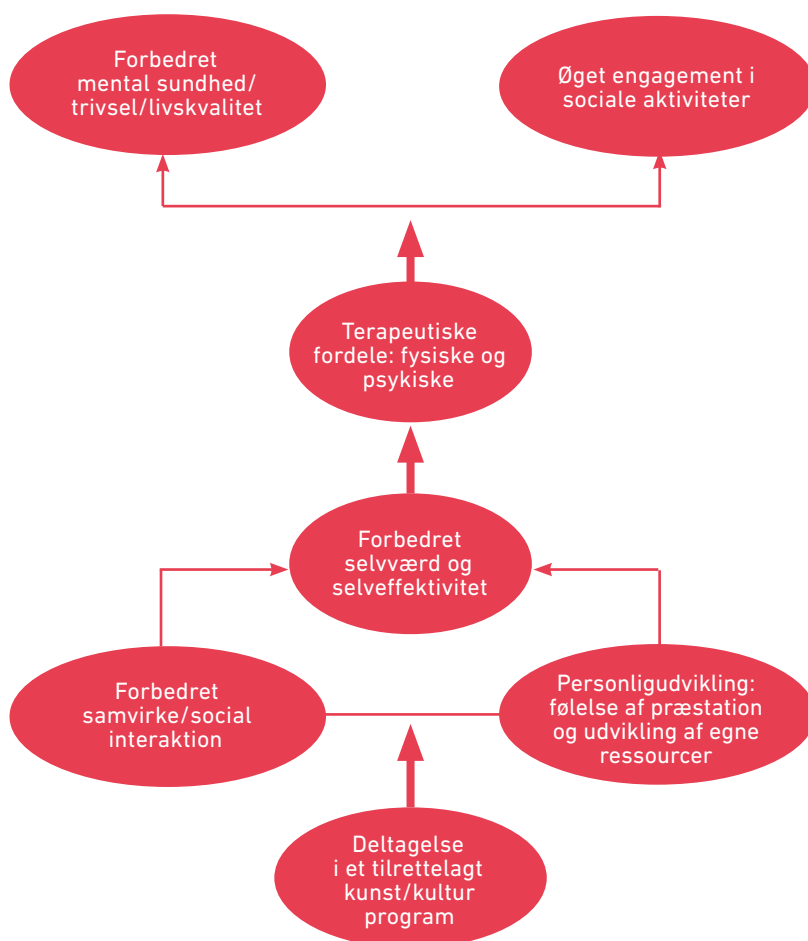 Forbedret
mental sundhed/
trivsel/livskvalitet
Øget engagement i
sociale aktiviteter
Terapeutiske
fordele: fysiske og
psykiske
Forbedret
selvværd og
selveffektivitet
Forbedret
samvirke/social
interaktion
Personligudvikling:
følelse af præstation
og udvikling af egne
ressourcer
Deltagelse
i et tilrettelagt
kunst/kultur
program